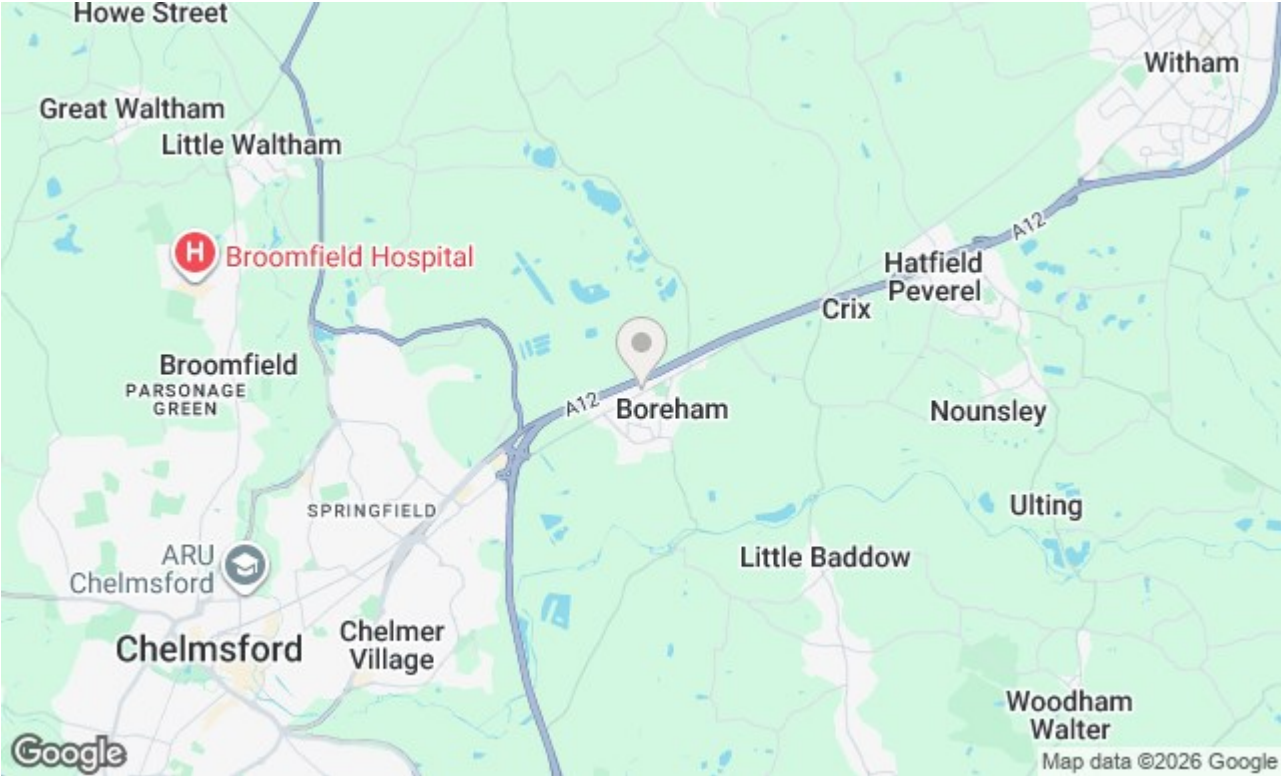 Howe Street
Witham
Great Waltham
Little Waltham
H
Broomfield Hospital
A12
Hatfield
Peverel
Crix
Broomfield
PARSONAGE
GREEN
A12
Boreham
Nounsley
SPRINGFIELD
Ulting
ARU
Chelmsford
Little Baddow
Chelmsford
Chelmer
Village
Woodham
Walter
Google
Map data ©2026 Google